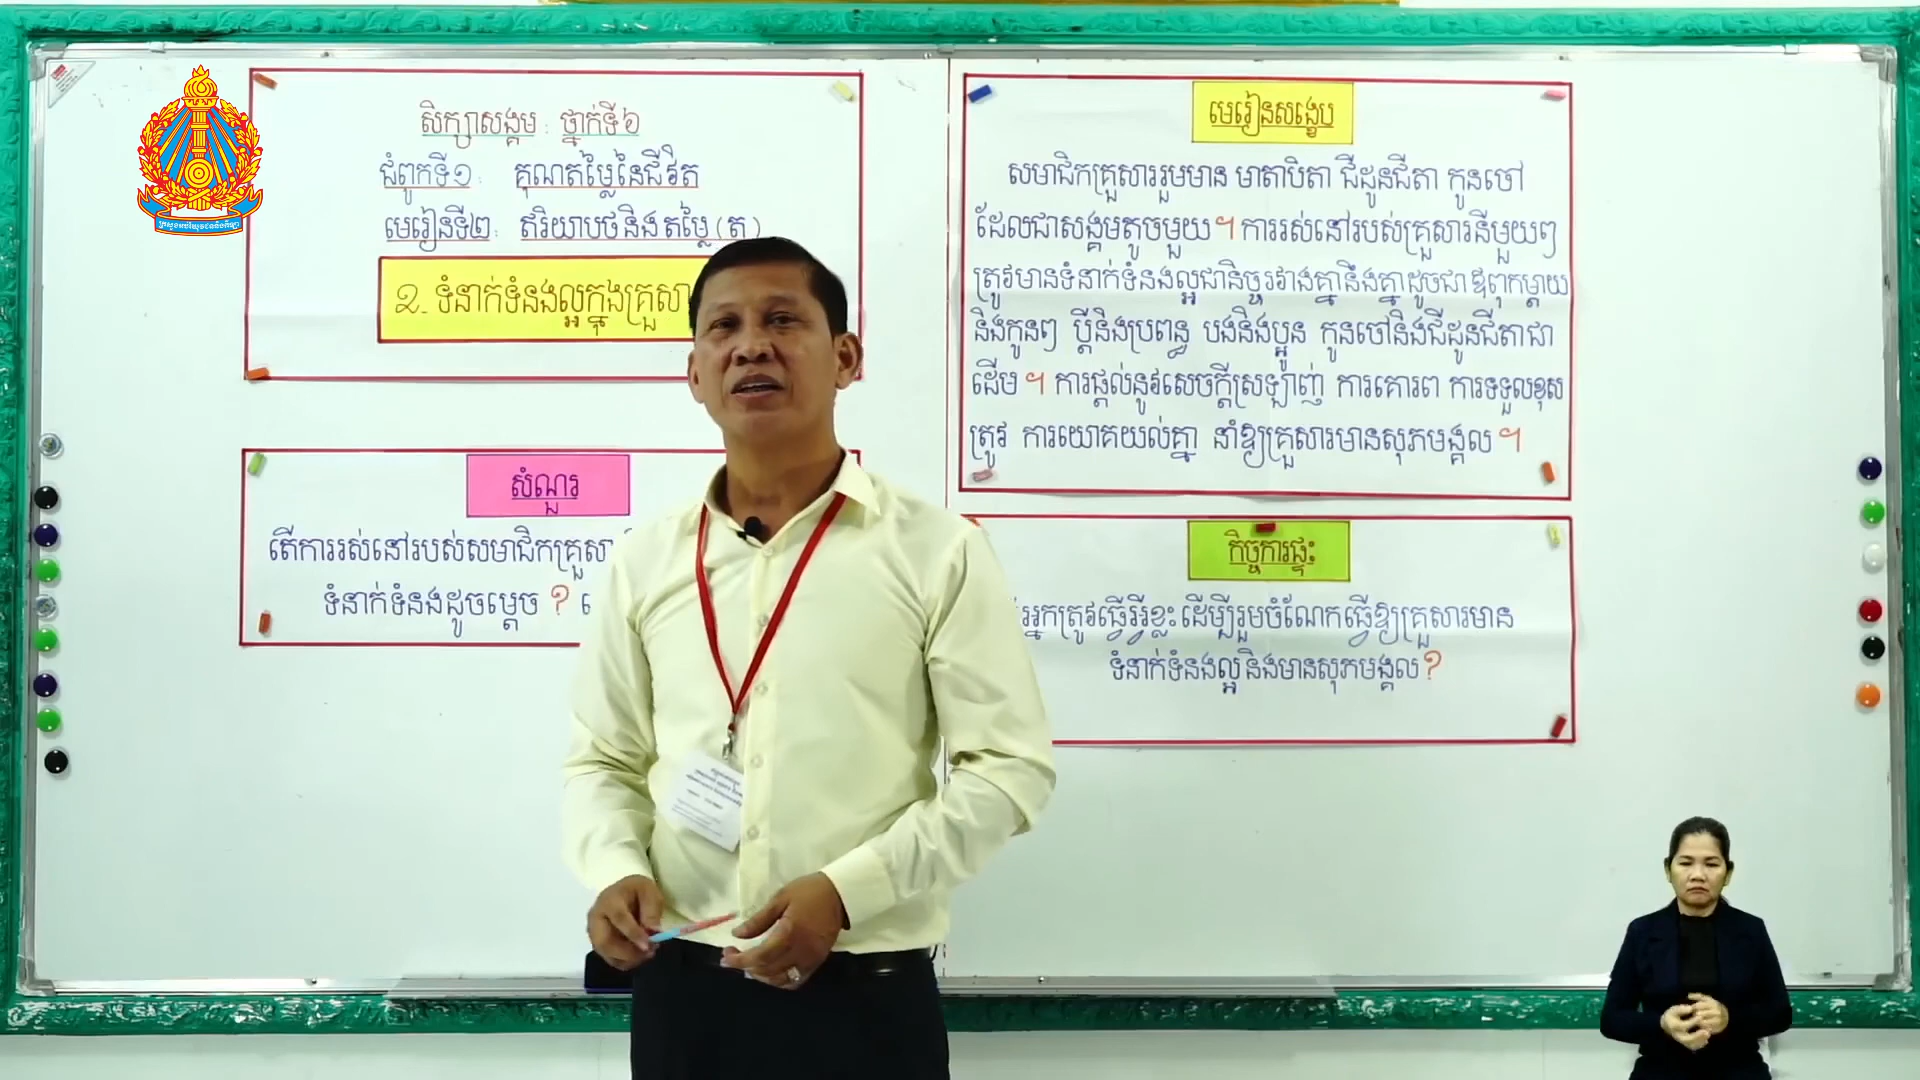 សិក្សាសង្គម : ថ្នាក់ទី៦
ជំពូកទី១ : គុណតម្លៃនៃជីវិត
មេរៀនទី២ : ឥរិយាបថនិងតម្លៃ (ត)
២. ទំនាក់ទំនងល្អក្នុងគ្រួសារ
សំណួរ
តើការរស់នៅរបស់សមាជិកគ្រួសារ
ទំនាក់ទំនងដូចម្ដេច ?
មេរៀនសង្ខេប
សមាជិកគ្រួសាររួមមាន មាតាបិតា ជីដូនជីតា កូនចៅ
ដែលជាសង្គមតូចមួយ ។ ការរស់នៅរបស់គ្រួសារនីមួយៗ
ត្រូវមានទំនាក់ទំនងល្អជានិច្ចរវាងគ្នានឹងគ្នាដូចជាឪពុកម្ដាយ
និងកូនៗ ប្ដីនិងប្រពន្ធ បងនិងប្អូន កូនចៅនិងជីដូនជីតាជា
ដើម ។ ការផ្ដល់នូវសេចក្ដីស្រឡាញ់ ការគោរព ការទទួលខុស
ត្រូវ ការយោគយល់គ្នា នាំឱ្យគ្រួសារមានសុភមង្គល ។
កិច្ចការផ្ទះ
អ្នកត្រូវធ្វើអ្វីខ្លះដើម្បីរួមចំណែកធ្វើឱ្យគ្រួសារមាន
ទំនាក់ទំនងល្អនិងមានសុភមង្គល ?